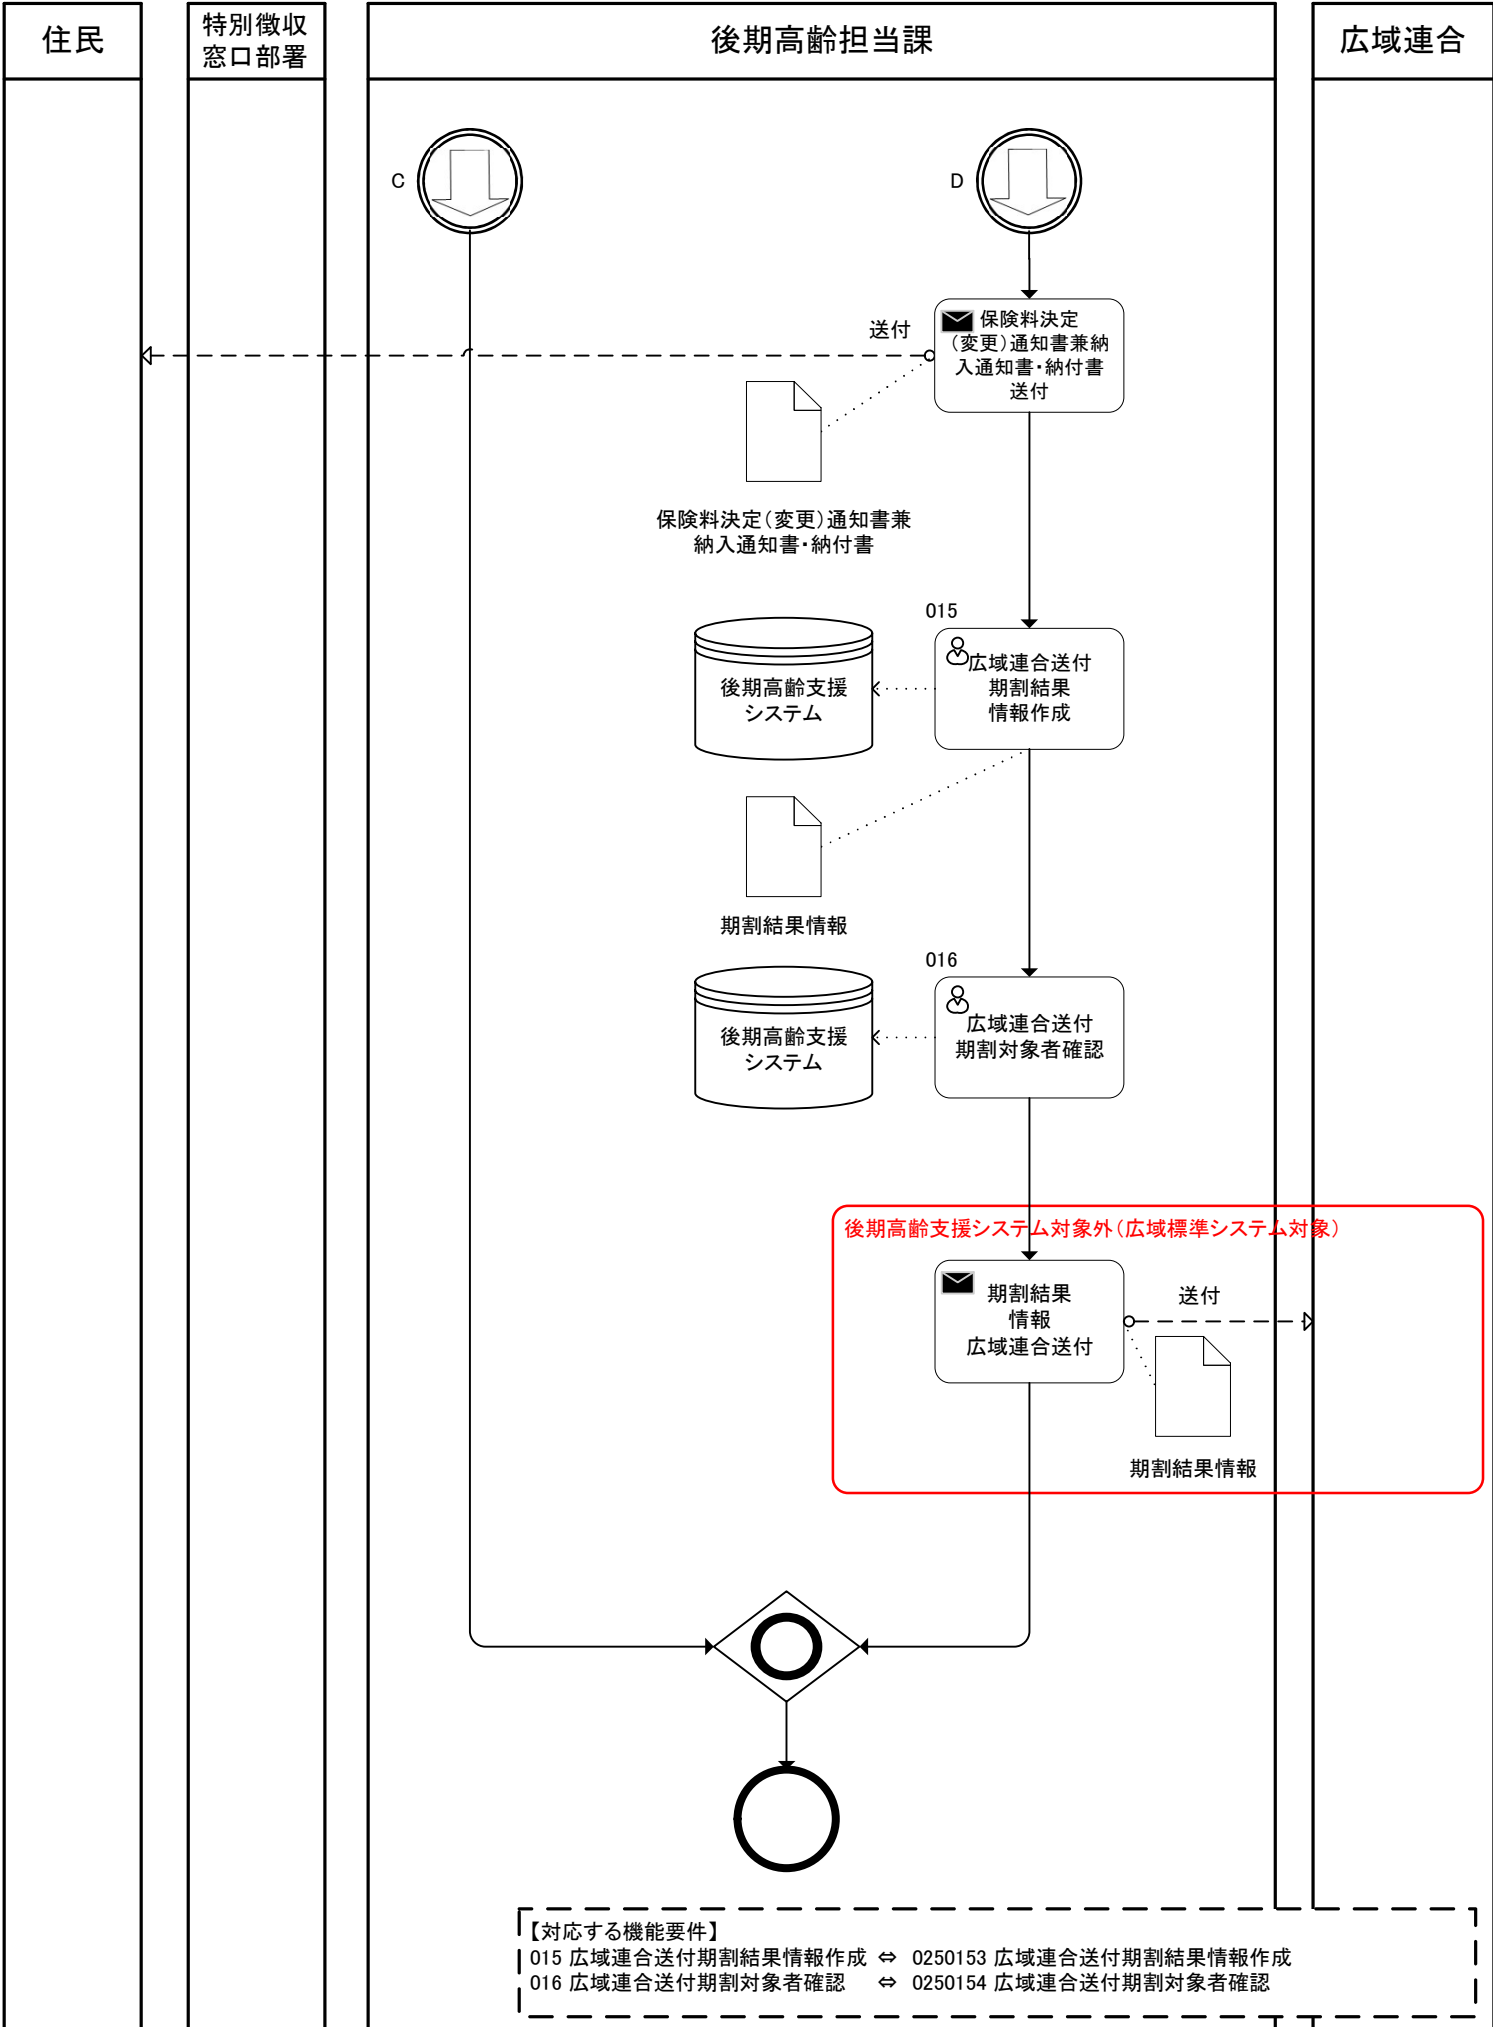 住民
特別徴収
窓口部署
後期高齢担当課
広域連合
C
D
送付
保険料決定
（変更）通知書兼納
入通知書・納付書
送付
保険料決定（変更）通知書兼
納入通知書・納付書
015
後期高齢支援
システム
広域連合送付
期割結果
情報作成
期割結果情報
016
後期高齢支援
システム
広域連合送付
期割対象者確認
後期高齢支援システム対象外（広域標準システム対象）
期割結果
情報
広域連合送付
送付
期割結果情報
【対応する機能要件】
015 広域連合送付期割結果情報作成 ⇔ 0250153 広域連合送付期割結果情報作成
016 広域連合送付期割対象者確認 ⇔ 0250154 広域連合送付期割対象者確認